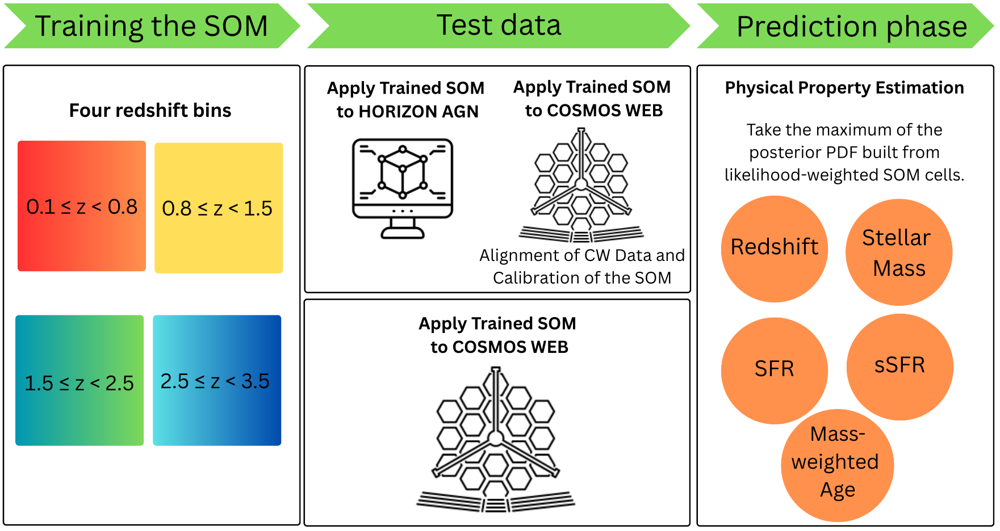 Training the SOM
Test data
Prediction phase
Four redshift bins
0.1 ≤ z < 0.8
0.8 ≤ z < 1.5
1.5 ≤ z < 2.5
2.5 ≤ z < 3.5
Apply Trained SOM
to HORIZON AGN
Apply Trained SOM
to COSMOS WEB
Alignment of CW Data and
Calibration of the SOM
Apply Trained SOM
to COSMOS WEB
Physical Property Estimation
Take the maximum of the
posterior PDF built from
likelihood-weighted SOM cells.
Redshift
Stellar
Mass
SFR
sSFR
Mass-
weighted
Age